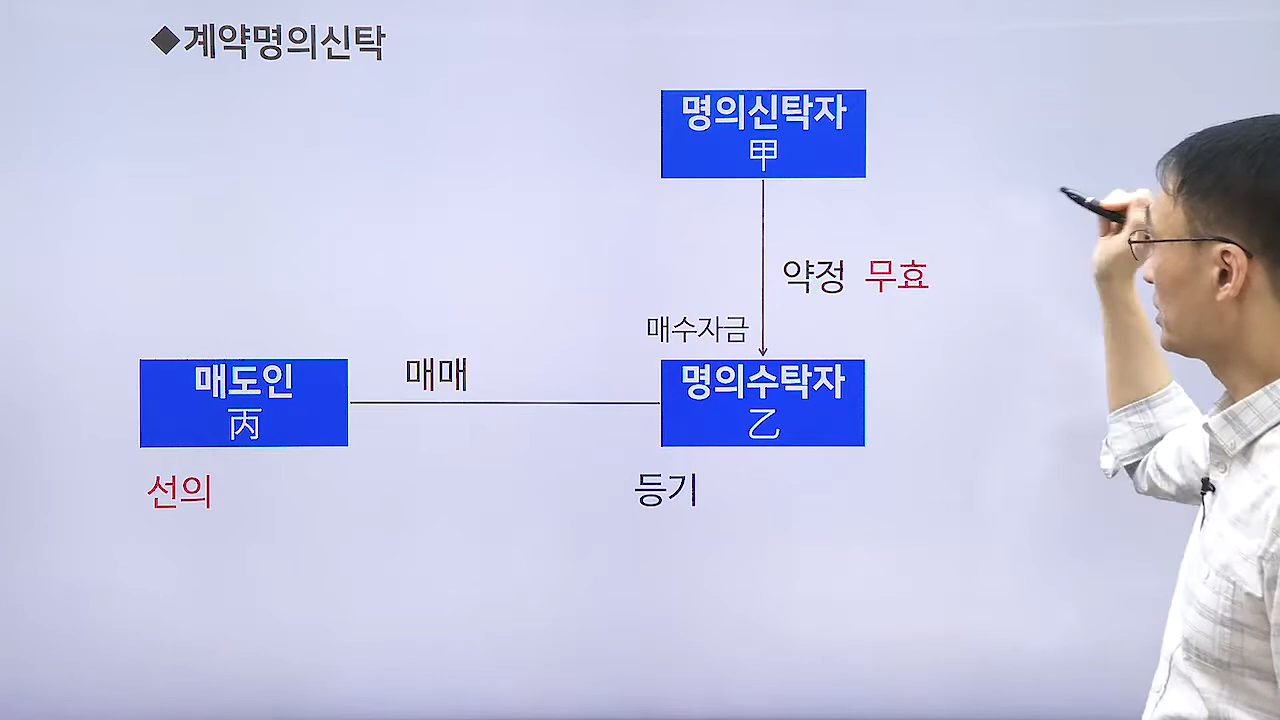 ◆계약명의신탁
명의신탁자
甲
약정 무효
매수자금
매도인
丙
매매
명의수탁자
乙
선의
등기